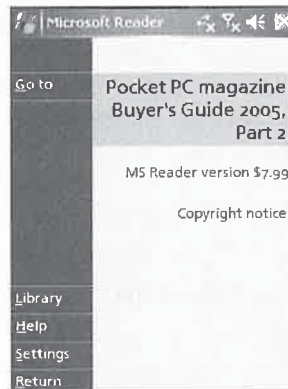 Microsoft Reader
Go to
Pocket PC magazine
Buyer's Guide 2005,
Part 2
MS Reader version $7.99
Copyright notice
Library
Help
Settings
Return